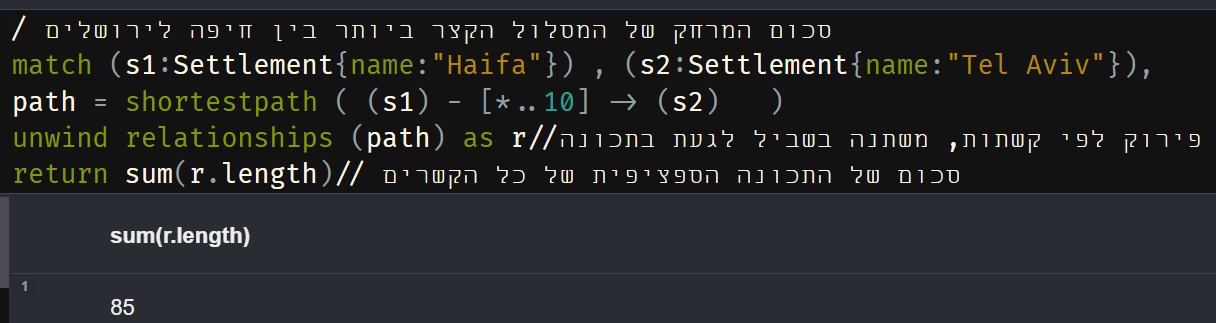 / סכום המרחק של המסלול הקצר ביותר בין חיפה לירושלים
match (s1:Settlement{name:"Haifa"}) , (s2:Settlement{name:"Tel Aviv"}),
path = shortestpath ( (s1) - [*..10] -> (s2) )
unwind relationships (path) as r//פירוק לפי קשתות, משתנה בשביל לגעת בתכונה
return sum(r.length)// סכום של התכונה הספציפית של כל הקשרים
sum(r.length)
1
85